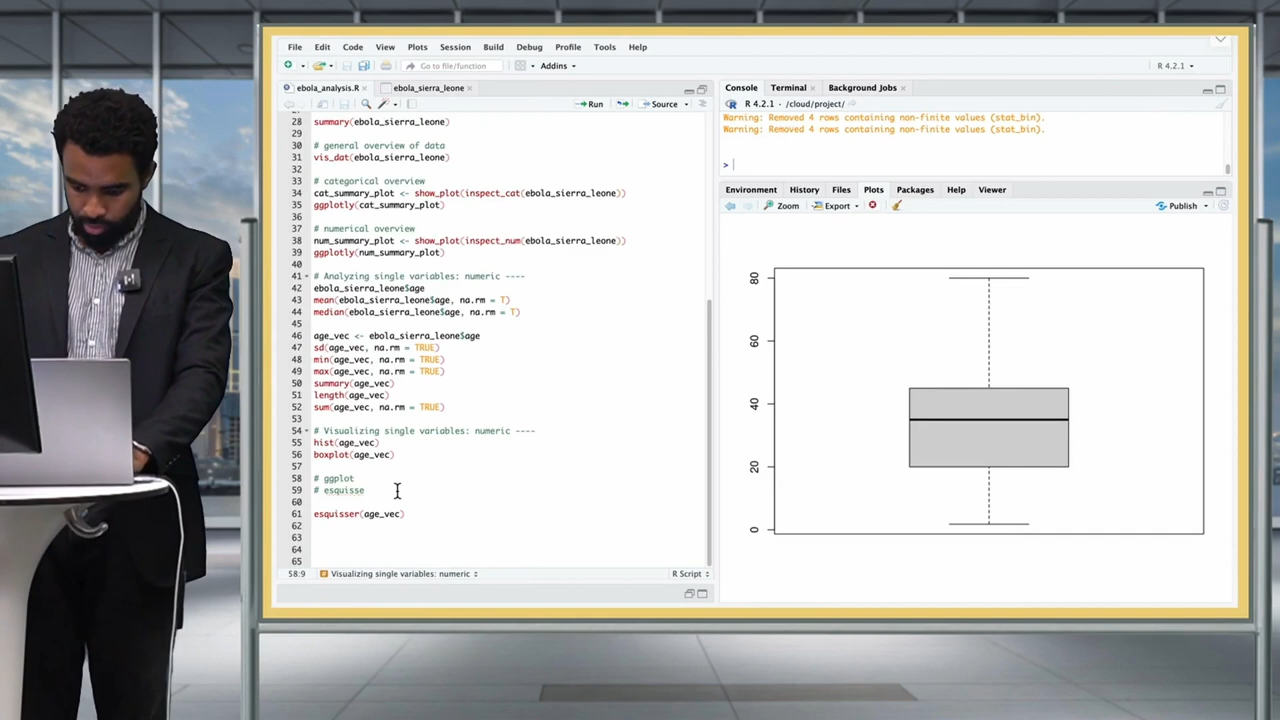 File Edit Code View Plots Session Build Debug Profile Tools Help
Go to file/function Addins R 4.2.1
ebola_analysis.R ebola_sierra_leone
Run Source
28 summary(ebola_sierra_leone)
29
30 # general overview of data
31 vis_dat(ebola_sierra_leone)
32
33 # categorical overview
34 cat_summary_plot <- show_plot(inspect_cat(ebola_sierra_leone))
35 ggplotly(cat_summary_plot)
36
37 # numerical overview
38 num_summary_plot <- show_plot(inspect_num(ebola_sierra_leone))
39 ggplotly(num_summary_plot)
40
41 # Analyzing single variables: numeric ----
42 ebola_sierra_leone$age
43 mean(ebola_sierra_leone$age, na.rm = T)
44 median(ebola_sierra_leone$age, na.rm = T)
45
46 age_vec <- ebola_sierra_leone$age
47 sd(age_vec, na.rm = TRUE)
48 min(age_vec, na.rm = TRUE)
49 max(age_vec, na.rm = TRUE)
50 summary(age_vec)
51 length(age_vec)
52 sum(age_vec, na.rm = TRUE)
53
54 # Visualizing single variables: numeric ----
55 hist(age_vec)
56 boxplot(age_vec)
57
58 # ggplot
59 # esquisse
60
61 esquisser(age_vec)
62
63
64
65
58:9 Visualizing single variables: numeric R Script
Console Terminal Background Jobs
R 4.2.1 · /cloud/project/
Warning: Removed 4 rows containing non-finite values (stat_bin).
Warning: Removed 4 rows containing non-finite values (stat_bin).
>
Environment History Files Plots Packages Help Viewer
Zoom Export Publish
80
60
40
20
0